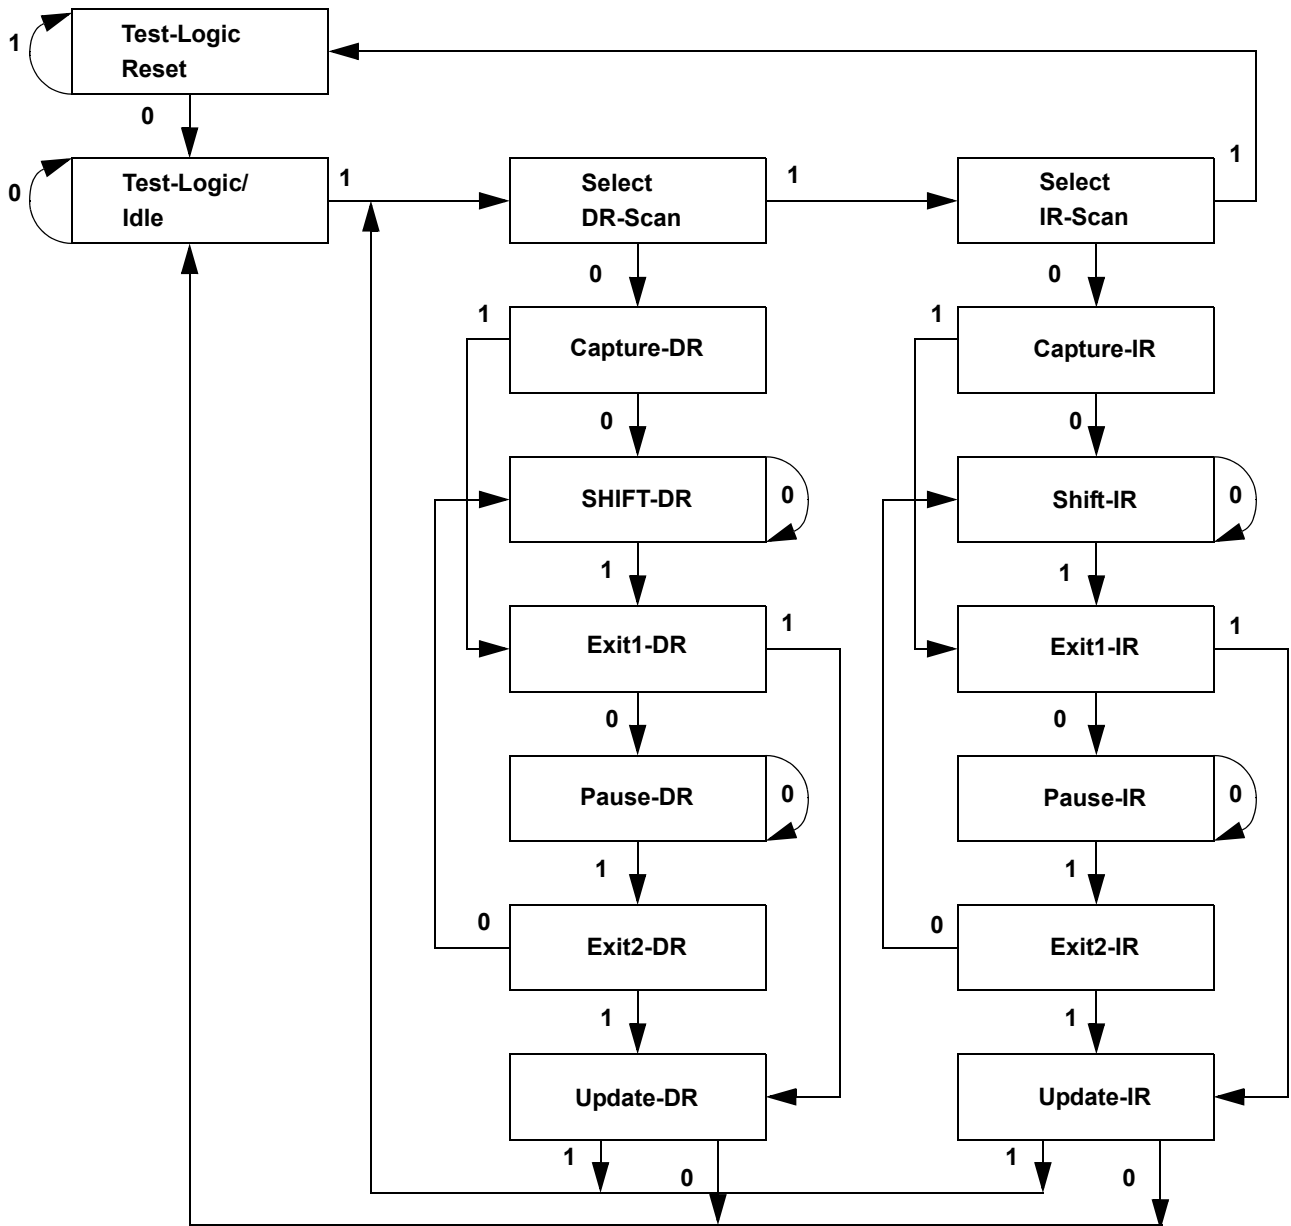 Test-Logic
Reset
1
0
Test-Logic/
Idle
0
1
Select
DR-Scan
1
Select
IR-Scan
1
0
0
1
Capture-DR
1
Capture-IR
0
0
SHIFT-DR
0
Shift-IR
0
1
1
Exit1-DR
1
Exit1-IR
1
0
0
Pause-DR
0
Pause-IR
0
1
1
0
Exit2-DR
0
Exit2-IR
1
1
Update-DR
Update-IR
1
0
1
0